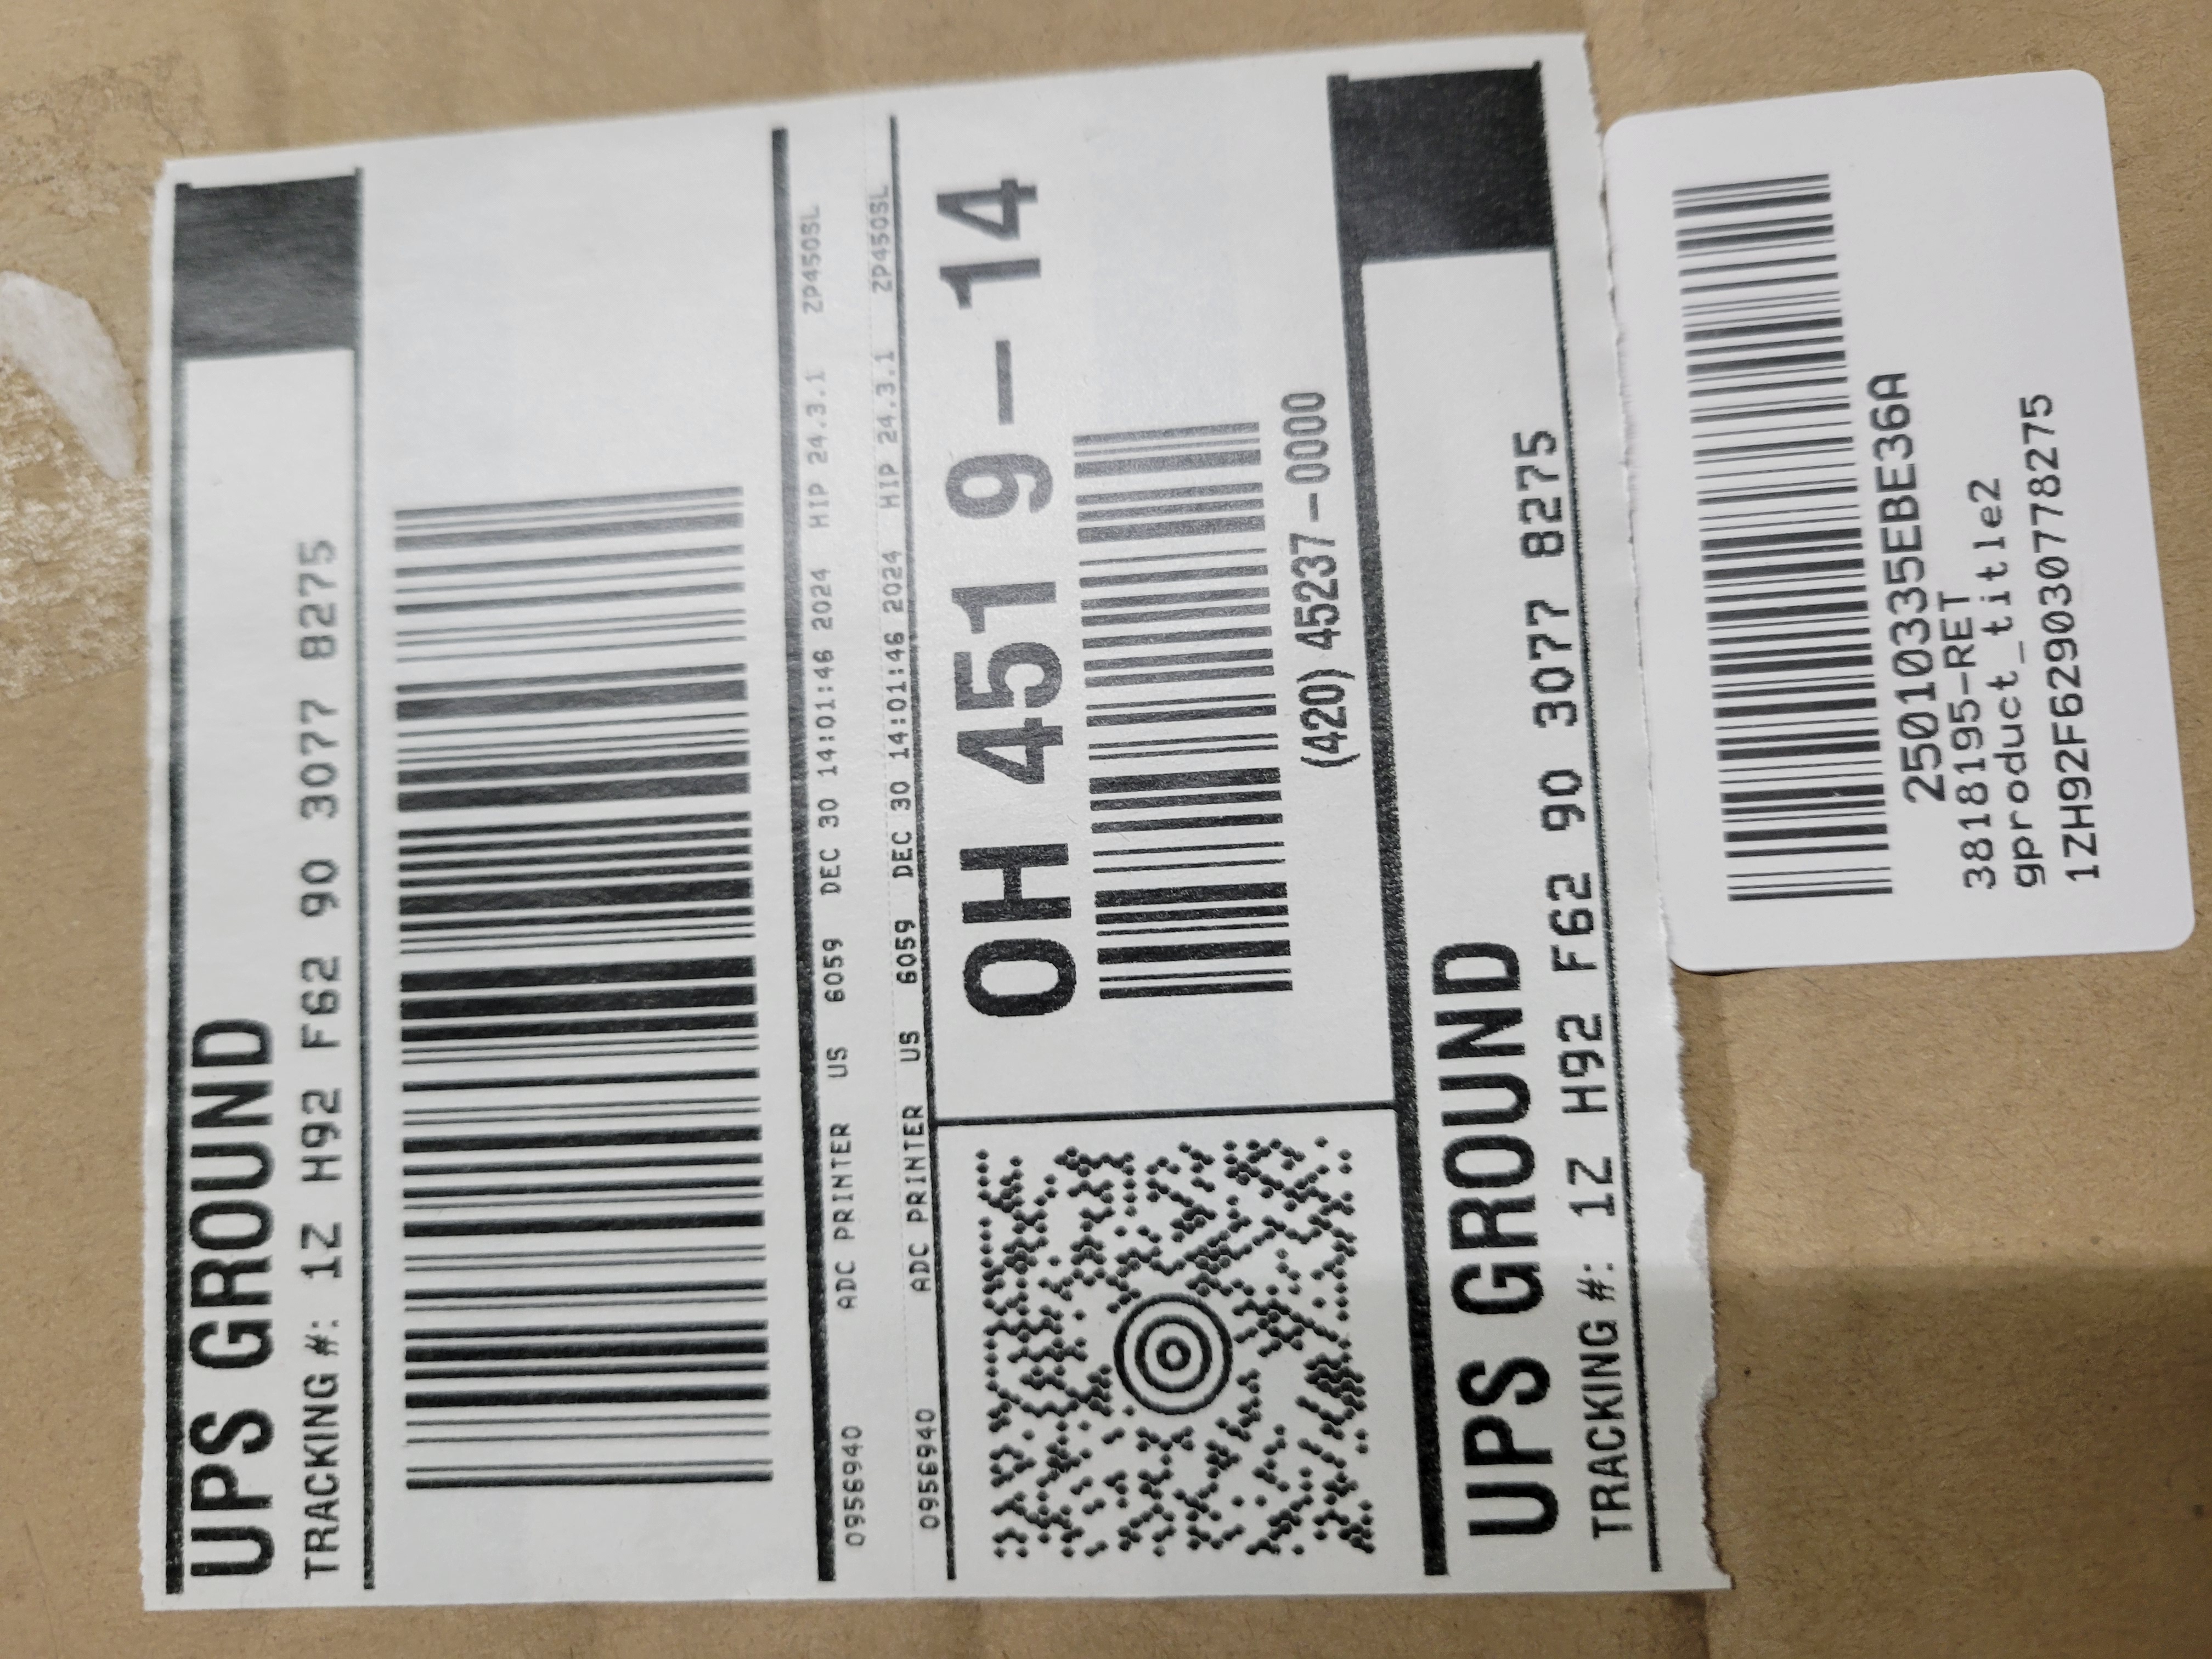 UPS GROUND
TRACKING #: 1Z H92 F62 90 3077 8275
0956940 ADC PRINTER US 6059 DEC 30 14:01:46 2024 HIP 24.3.1 ZP450SL
0956940 ADC PRINTER US 6059 DEC 30 14:01:46 2024 HIP 24.3.1 ZP450SL
OH 451 9-14
(420) 45237-0000
UPS GROUND
TRACKING #: 1Z H92 F62 90 3077 8275
25010335EBE36A
3818195-RET
gproduct_title2
1ZH92F629030778275